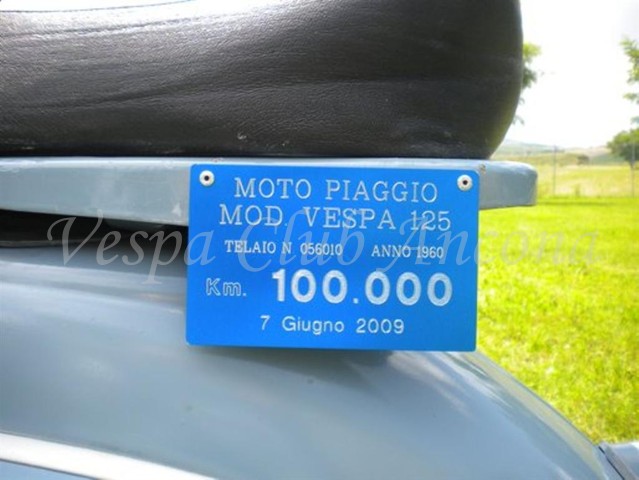 MOTO PIAGGIO
MOD VESPA 125
TELAIO N 056010 ANNO 1960
Vespa Club Ancona
Km. 100.000
7 Giugno 2009